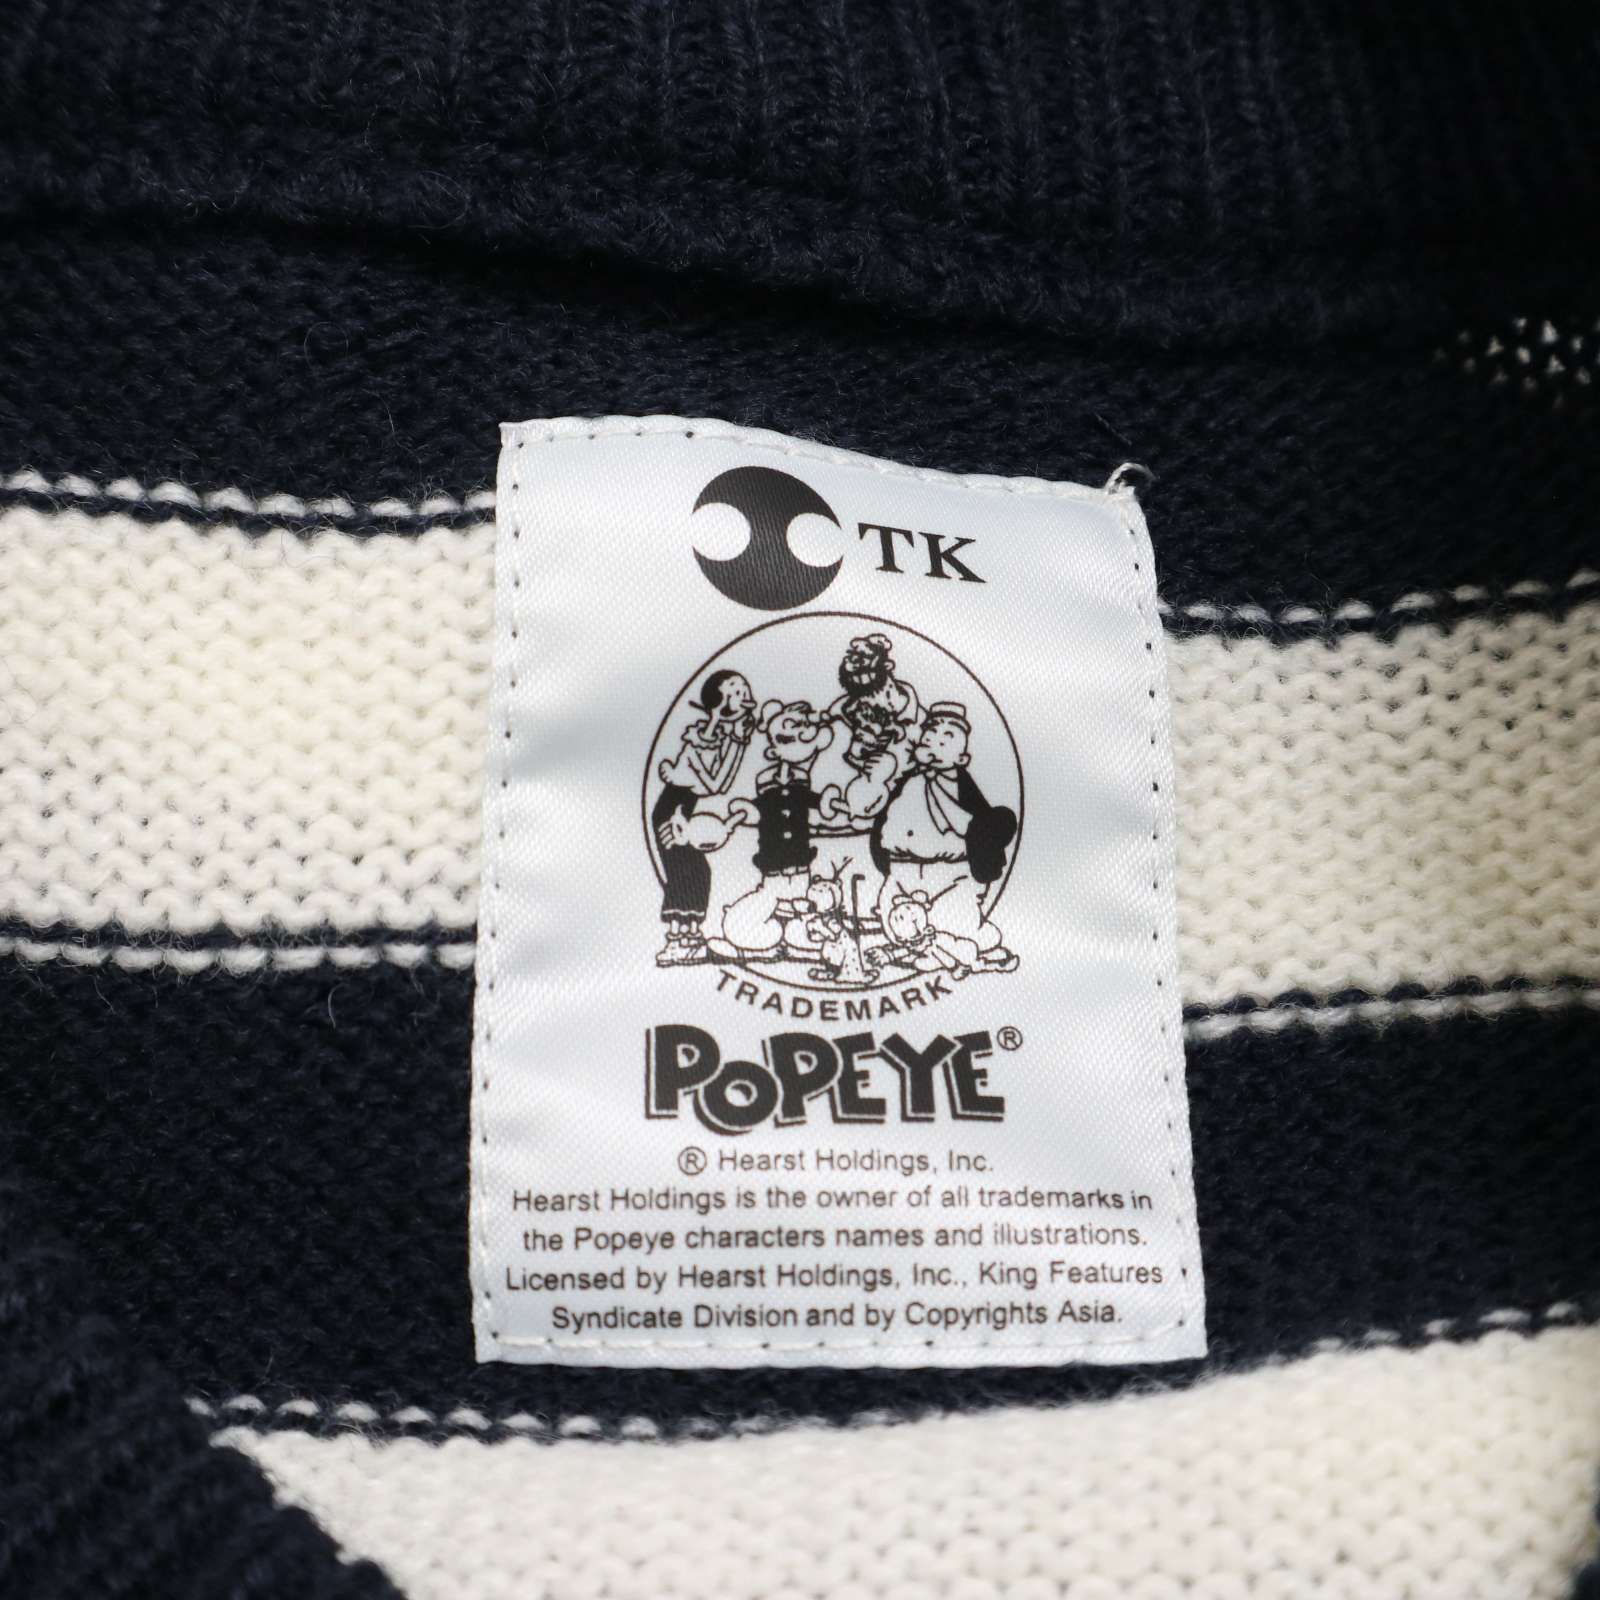 TK
TRADEMARK
POPEYE®
® Hearst Holdings, Inc.
Hearst Holdings is the owner of all trademarks in
the Popeye characters names and illustrations.
Licensed by Hearst Holdings, Inc., King Features
Syndicate Division and by Copyrights Asia.